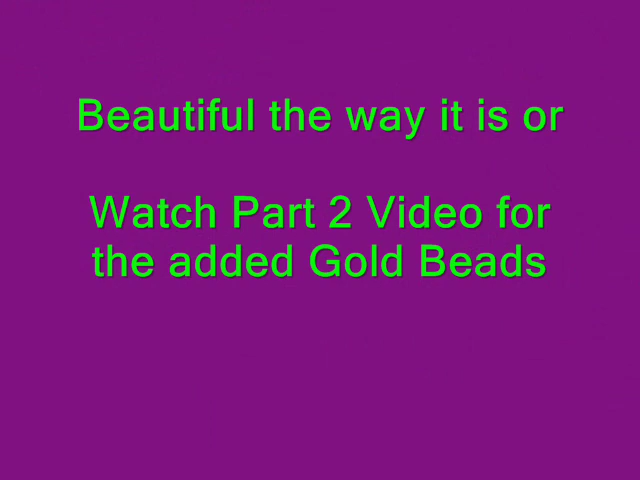 Beautiful the way it is or
Watch Part 2 Video for
the added Gold Beads